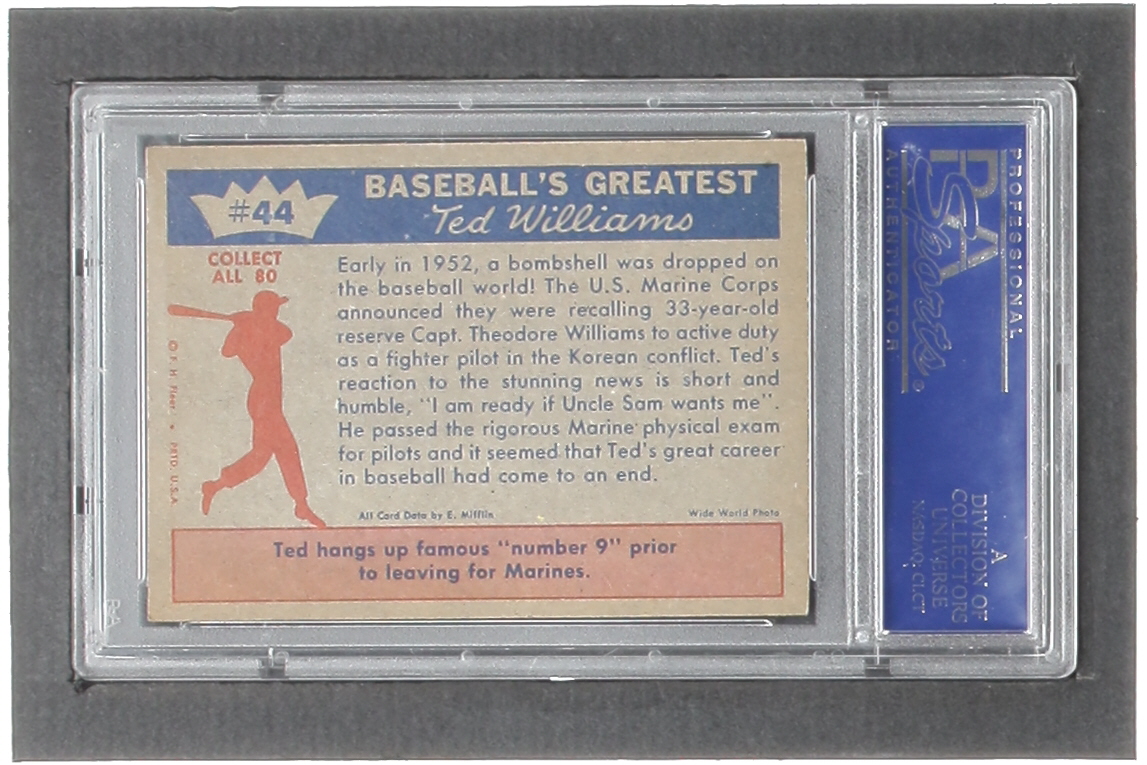 #44
BASEBALL'S GREATEST
Ted Williams
COLLECT
ALL 80
Early in 1952, a bombshell was dropped on
the baseball world! The U.S. Marine Corps
announced they were recalling 33-year-old
reserve Capt. Theodore Williams to active duty
as a fighter pilot in the Korean conflict. Ted's
reaction to the stunning news is short and
humble, "I am ready if Uncle Sam wants me".
He passed the rigorous Marine physical exam
for pilots and it seemed that Ted's great career
in baseball had come to an end.
© F. H. Fleer • PRTD. U.S.A.
All Card Data by E. Mifflin
Wide World Photo
Ted hangs up famous "number 9" prior
to leaving for Marines.
PSA
PROFESSIONAL
PSA
Sports
AUTHENTICATOR
A
DIVISION OF
COLLECTORS
UNIVERSE
NASDAQ: CLCT